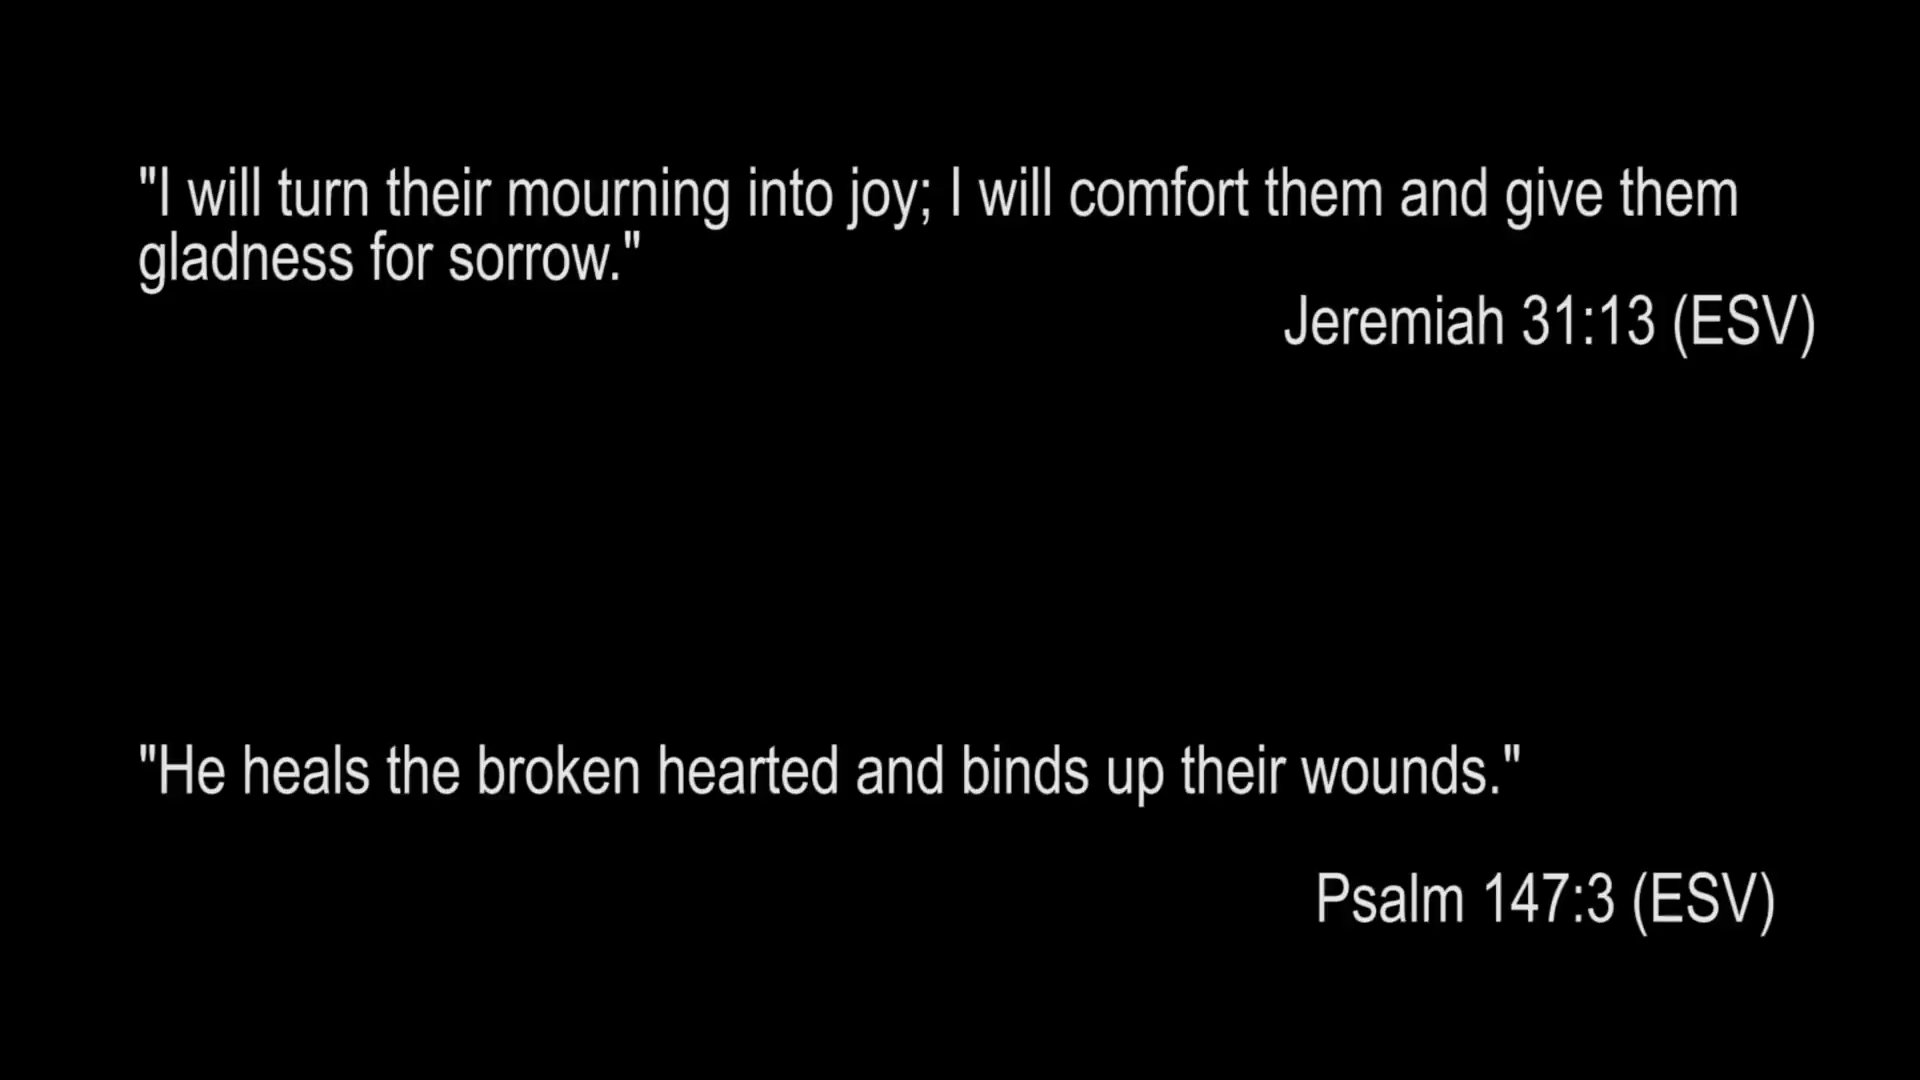 "I will turn their mourning into joy; I will comfort them and give them
gladness for sorrow."
Jeremiah 31:13 (ESV)
"He heals the broken hearted and binds up their wounds."
Psalm 147:3 (ESV)